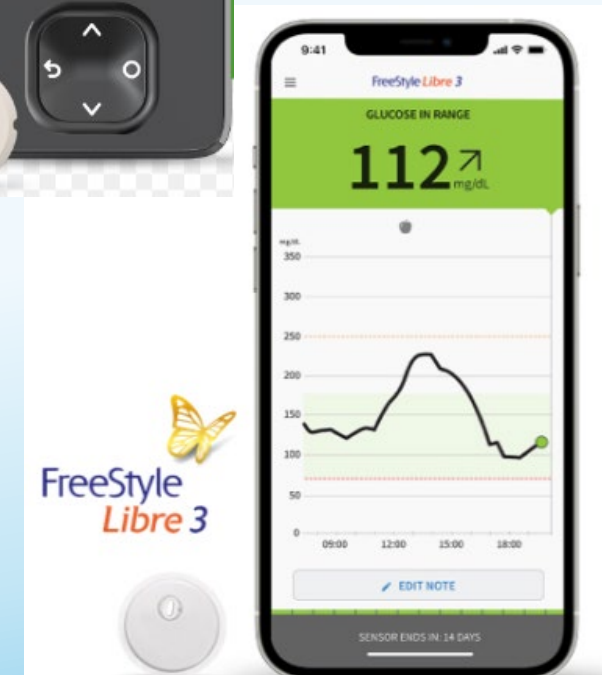 9:41
FreeStyle Libre 3
GLUCOSE IN RANGE
112
mg/dL
mg/dL
350
300
250
200
150
100
50
0
09:00 12:00 15:00 18:00
EDIT NOTE
SENSOR ENDS IN: 14 DAYS
FreeStyle
Libre 3